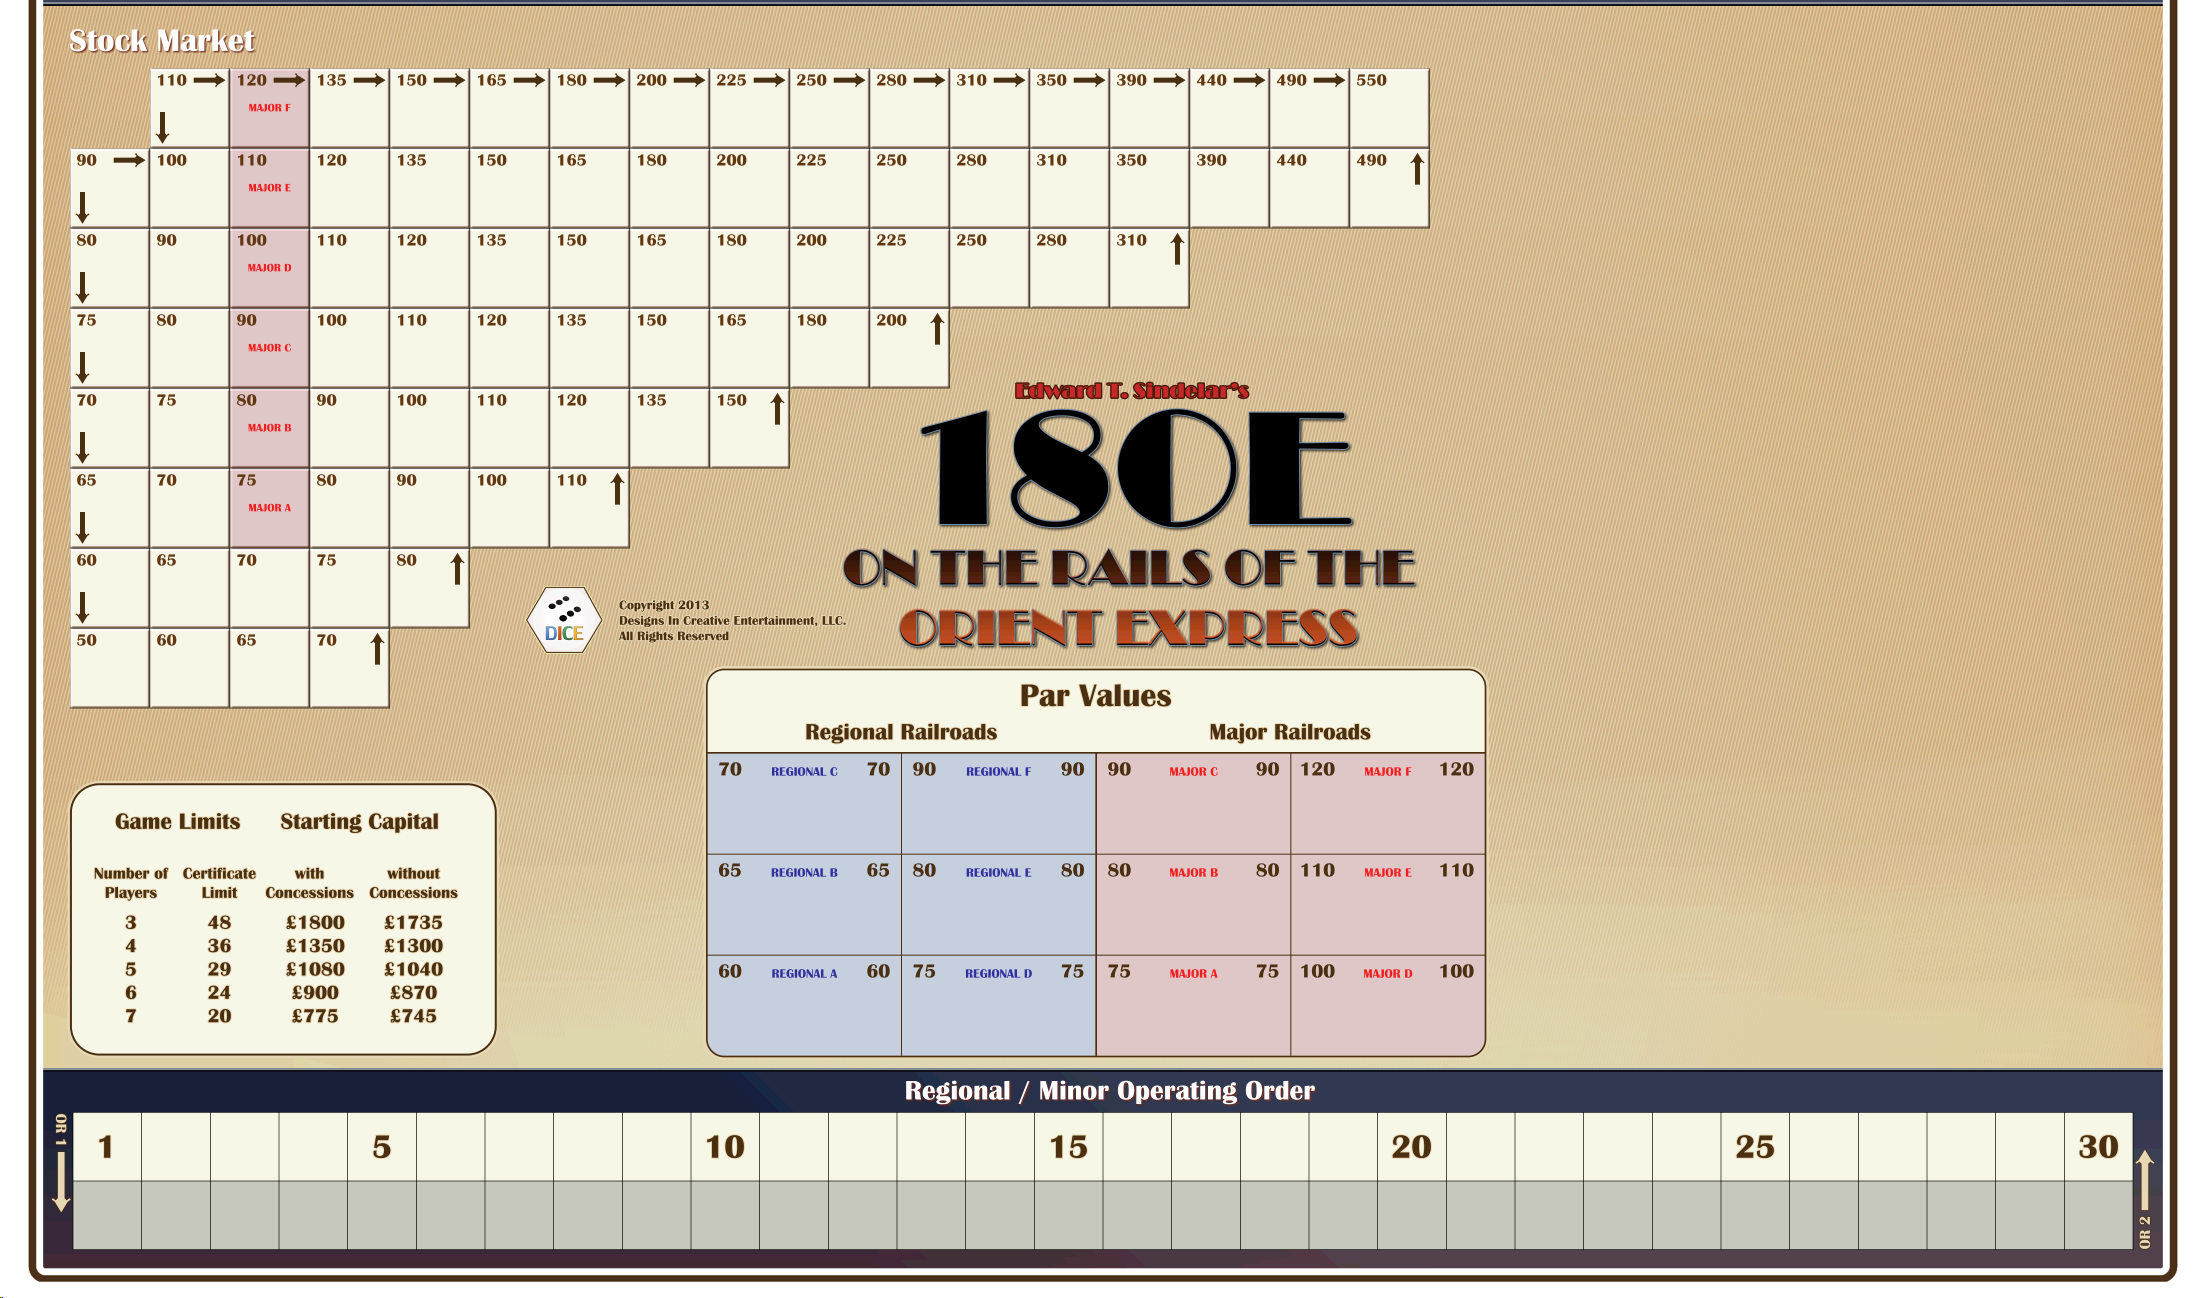 Stock Market
110 120 135 150 165 180 200 225 250 280 310 350 390 440 490 550
MAJOR F
90 100 110 120 135 150 165 180 200 225 250 280 310 350 390 440 490
MAJOR E
80 90 100 110 120 135 150 165 180 200 225 250 280 310
MAJOR D
75 80 90 100 110 120 135 150 165 180 200
MAJOR C
70 75 80 90 100 110 120 135 150
MAJOR B
65 70 75 80 90 100 110
MAJOR A
60 65 70 75 80
50 60 65 70
Edward T. Sindelar's
18OE
ON THE RAILS OF THE
ORIENT EXPRESS
DICE
Copyright 2013
Designs In Creative Entertainment, LLC.
All Rights Reserved
Par Values
Regional Railroads Major Railroads
70 REGIONAL C 70 90 REGIONAL F 90 90 MAJOR C 90 120 MAJOR F 120
65 REGIONAL B 65 80 REGIONAL E 80 80 MAJOR B 80 110 MAJOR E 110
60 REGIONAL A 60 75 REGIONAL D 75 75 MAJOR A 75 100 MAJOR D 100
Game Limits Starting Capital
Number of Certificate with without
Players Limit Concessions Concessions
3 48 £1800 £1735
4 36 £1350 £1300
5 29 £1080 £1040
6 24 £900 £870
7 20 £775 £745
Regional / Minor Operating Order
OR 1
1 5 10 15 20 25 30
OR 2